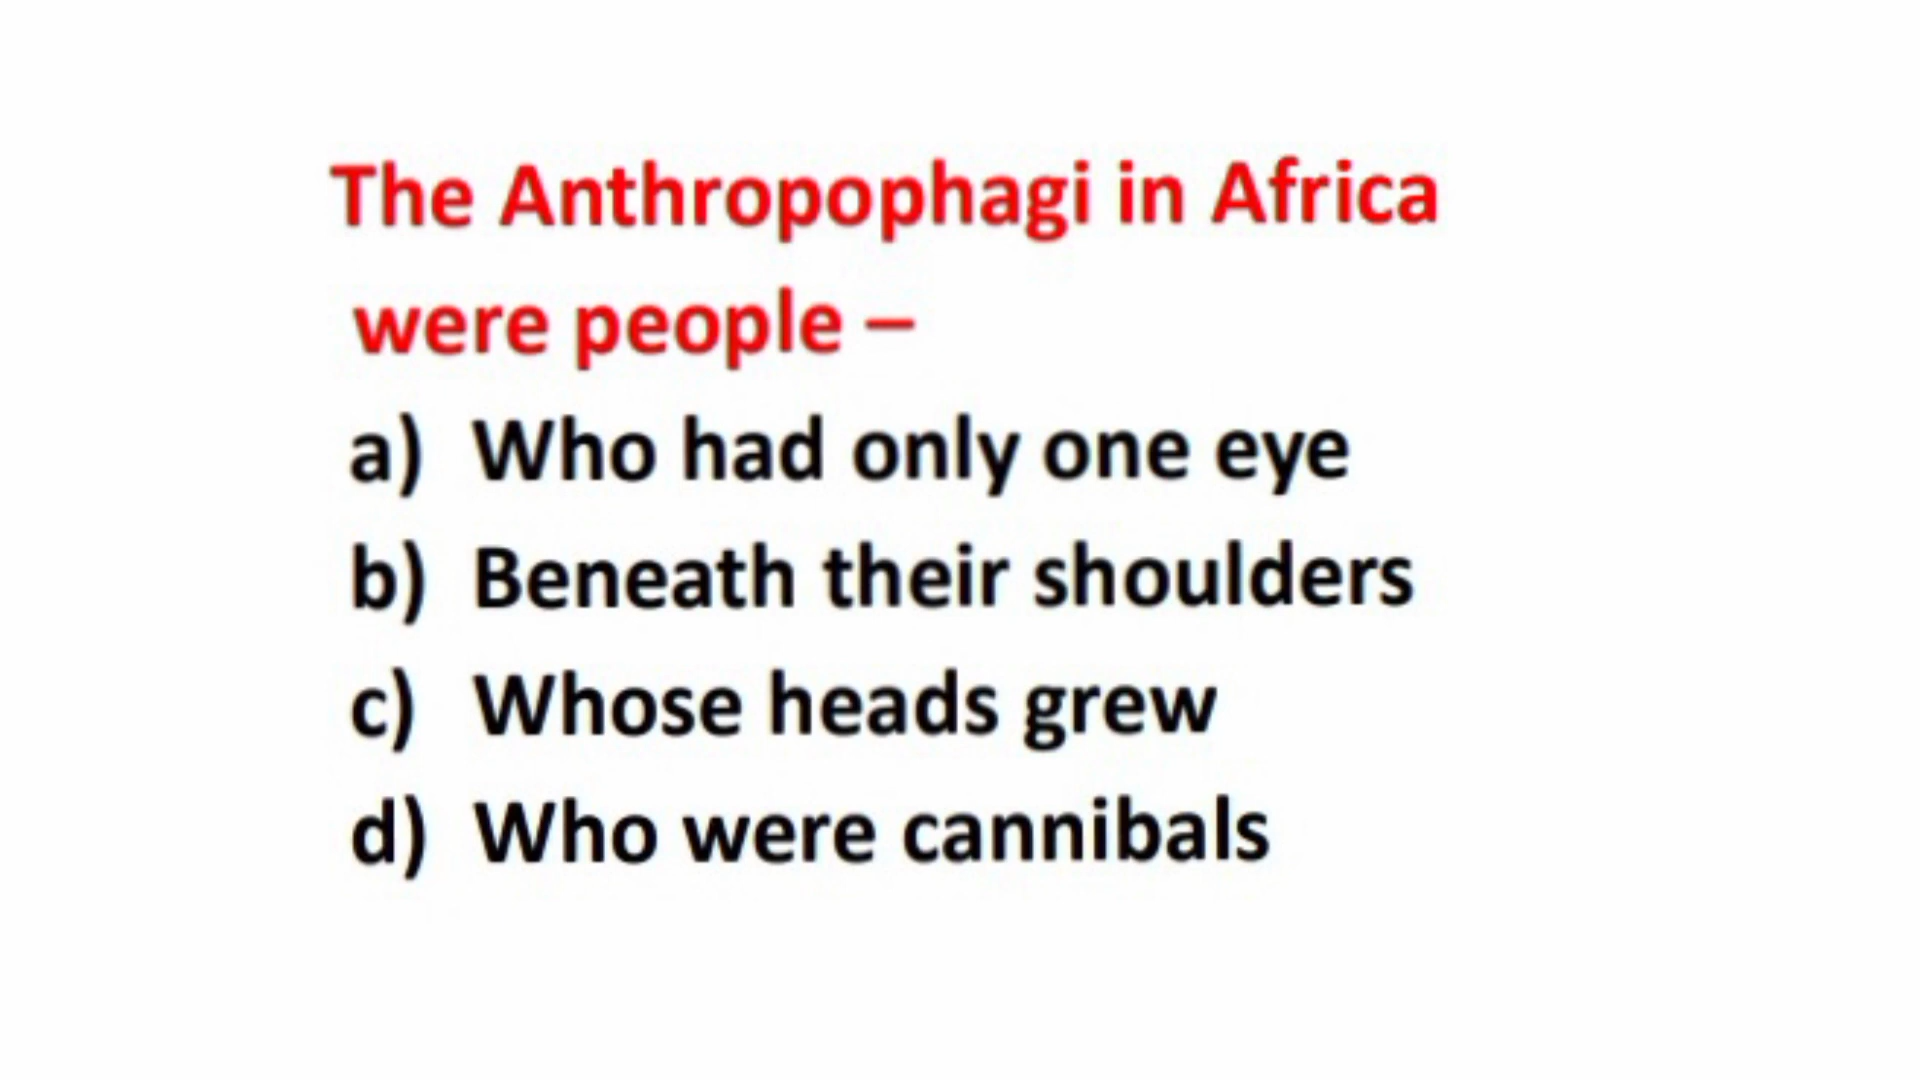 The Anthropophagi in Africa
were people –
a) Who had only one eye
b) Beneath their shoulders
c) Whose heads grew
d) Who were cannibals